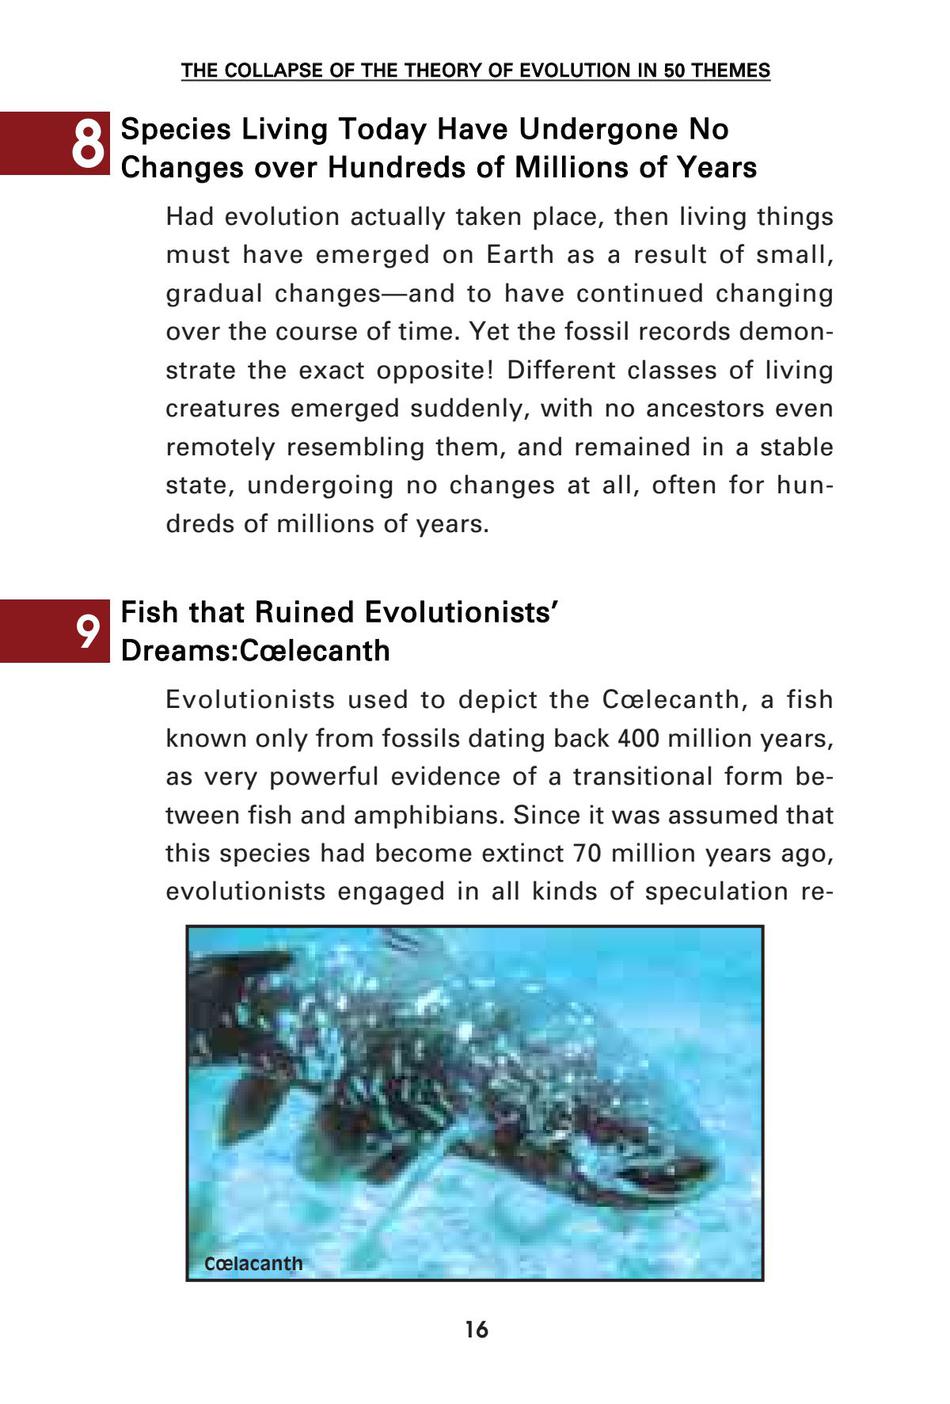 THE COLLAPSE OF THE THEORY OF EVOLUTION IN 50 THEMES
8
Species Living Today Have Undergone No
Changes over Hundreds of Millions of Years
Had evolution actually taken place, then living things
must have emerged on Earth as a result of small,
gradual changes—and to have continued changing
over the course of time. Yet the fossil records demon-
strate the exact opposite! Different classes of living
creatures emerged suddenly, with no ancestors even
remotely resembling them, and remained in a stable
state, undergoing no changes at all, often for hun-
dreds of millions of years.
9
Fish that Ruined Evolutionists’
Dreams:Cœlecanth
Evolutionists used to depict the Cœlecanth, a fish
known only from fossils dating back 400 million years,
as very powerful evidence of a transitional form be-
tween fish and amphibians. Since it was assumed that
this species had become extinct 70 million years ago,
evolutionists engaged in all kinds of speculation re-
Cœlacanth
16